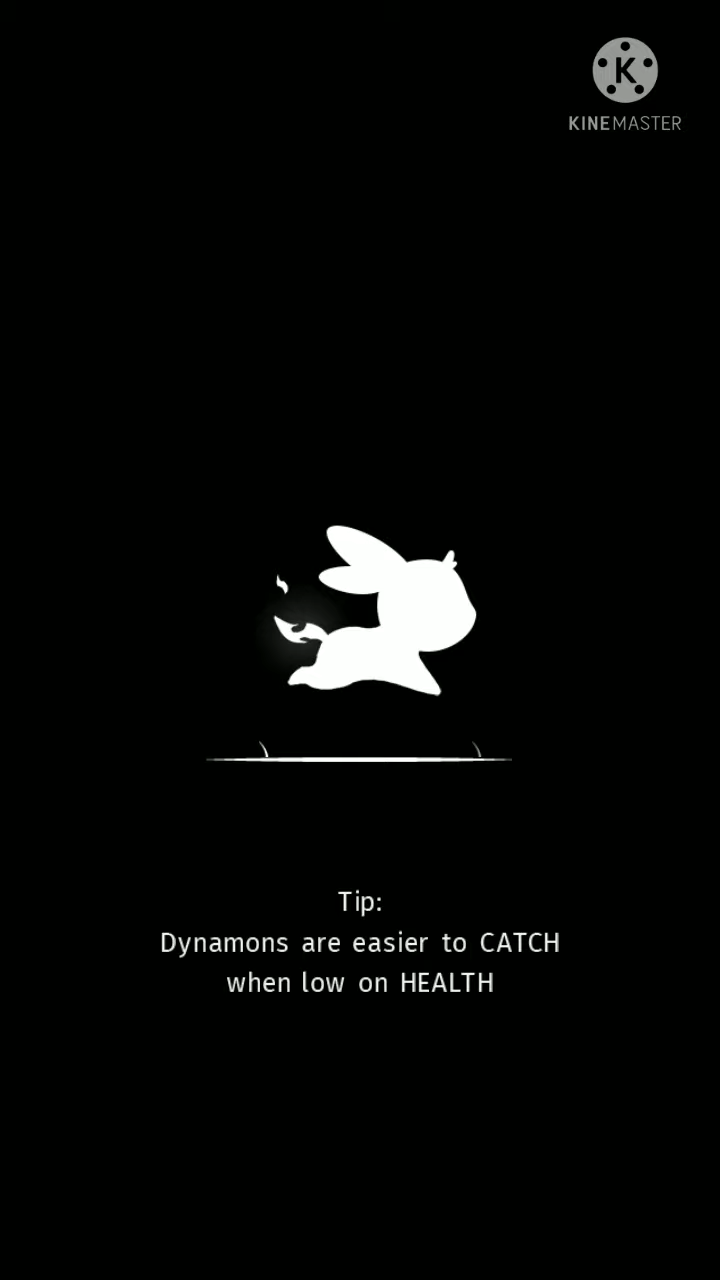 K
KINEMASTER
Tip:
Dynamons are easier to CATCH
when low on HEALTH